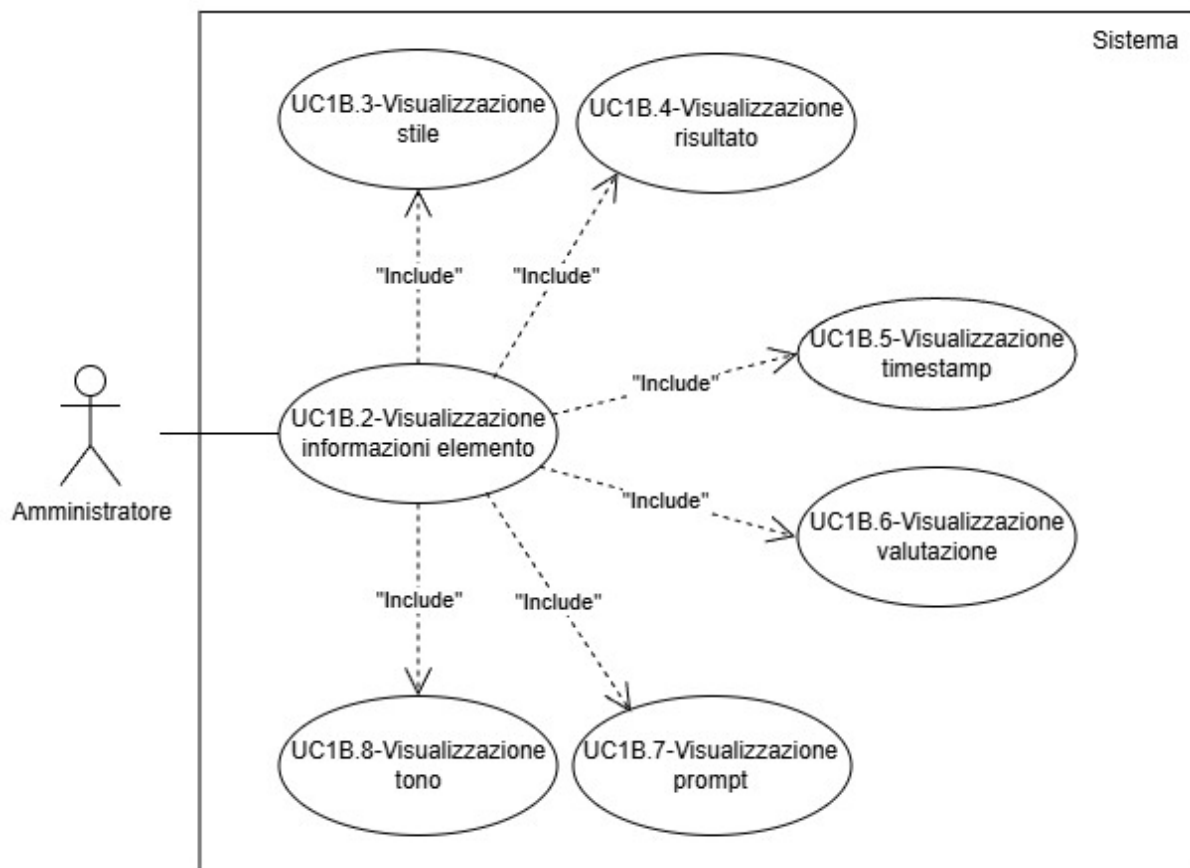 Sistema
UC1B.3-Visualizzazione
stile
UC1B.4-Visualizzazione
risultato
"Include"
"Include"
UC1B.5-Visualizzazione
timestamp
"Include"
UC1B.2-Visualizzazione
informazioni elemento
Amministratore
"Include"
UC1B.6-Visualizzazione
valutazione
"Include"
"Include"
UC1B.8-Visualizzazione
tono
UC1B.7-Visualizzazione
prompt